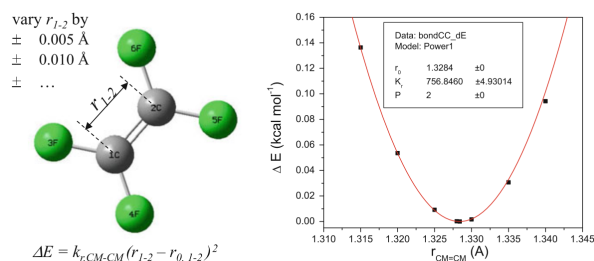 vary r1-2 by
± 0.005 Å
± 0.010 Å
± ...
r1-2
6F
2C
5F
3F
1C
4F
ΔE = kr,CM-CM (r1-2 – r0, 1-2)²
Δ E (kcal mol⁻¹)
0.16
0.14
0.12
0.10
0.08
0.06
0.04
0.02
0.00
Data: bondCC_dE
Model: Power1
r0 1.3284 ±0
Kr 756.8460 ±4.93014
P 2 ±0
1.310 1.315 1.320 1.325 1.330 1.335 1.340 1.345
rCM=CM (A)